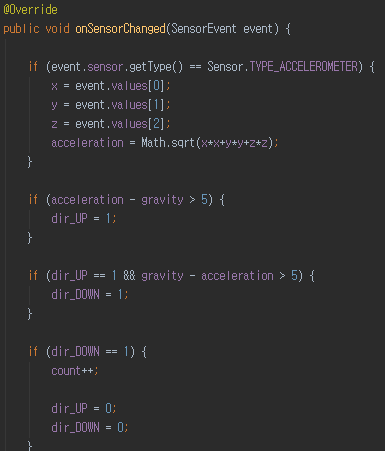 @Override
public void onSensorChanged(SensorEvent event) {
if (event.sensor.getType() == Sensor.TYPE_ACCELEROMETER) {
x = event.values[0];
y = event.values[1];
z = event.values[2];
acceleration = Math.sqrt(x*x+y*y+z*z);
}
if (acceleration - gravity > 5) {
dir_UP = 1;
}
if (dir_UP == 1 && gravity - acceleration > 5) {
dir_DOWN = 1;
}
if (dir_DOWN == 1) {
count++;
dir_UP = 0;
dir_DOWN = 0;
}